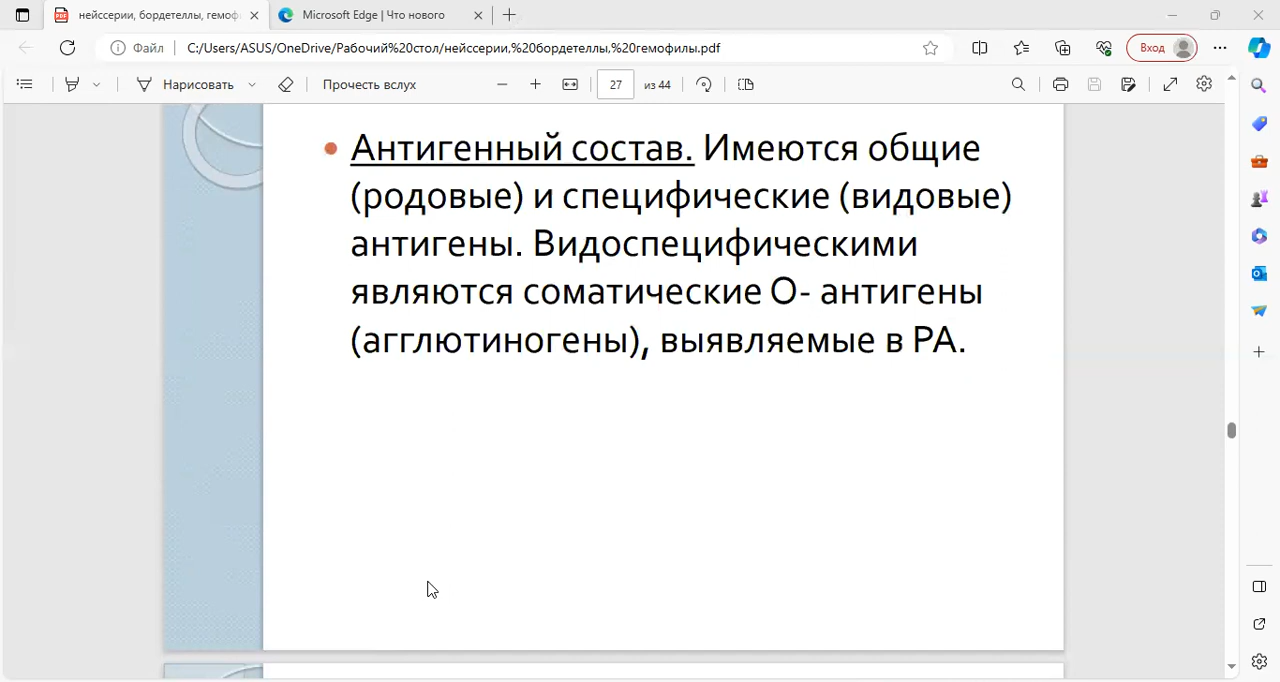 нейссерии, бордетеллы, гемофи
Microsoft Edge | Что нового
Файл
C:/Users/ASUS/OneDrive/Рабочий%20стол/нейссерии,%20бордетеллы,%20гемофилы.pdf
Вход
Нарисовать
Прочесть вслух
27
из 44
Антигенный состав. Имеются общие
(родовые) и специфические (видовые)
антигены. Видоспецифическими
являются соматические О- антигены
(агглютиногены), выявляемые в РА.